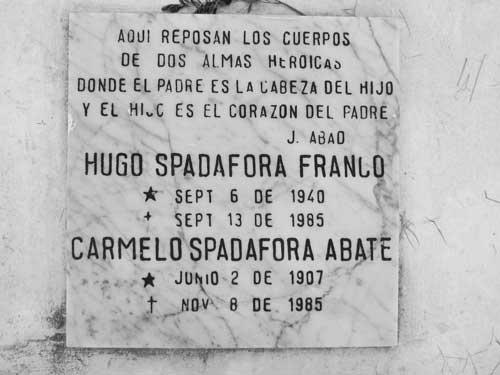 AQUI REPOSAN LOS CUERPOS
DE DOS ALMAS HEROICAS
DONDE EL PADRE ES LA CABEZA DEL HIJO
Y EL HIJO ES EL CORAZON DEL PADRE
J. ABAD
HUGO SPADAFORA FRANCO
★ SEPT 6 DE 1940
✝ SEPT 13 DE 1985
CARMELO SPADAFORA ABATE
★ JUNIO 2 DE 1907
✝ NOV. 8 DE 1985